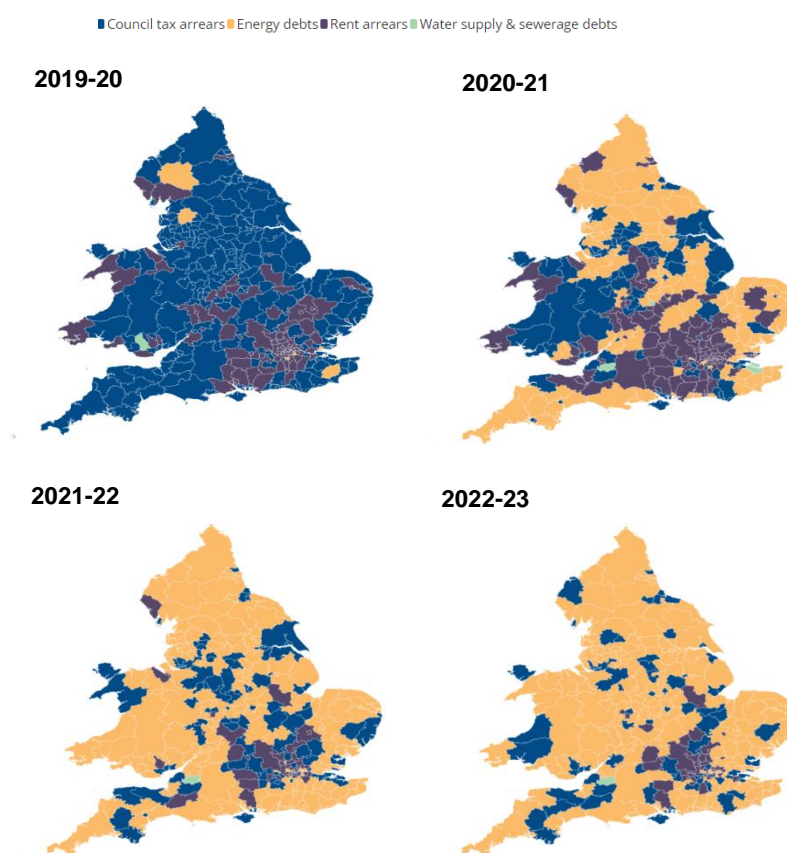 Council tax arrears Energy debts Rent arrears Water supply & sewerage debts
2019-20 2020-21
2021-22 2022-23